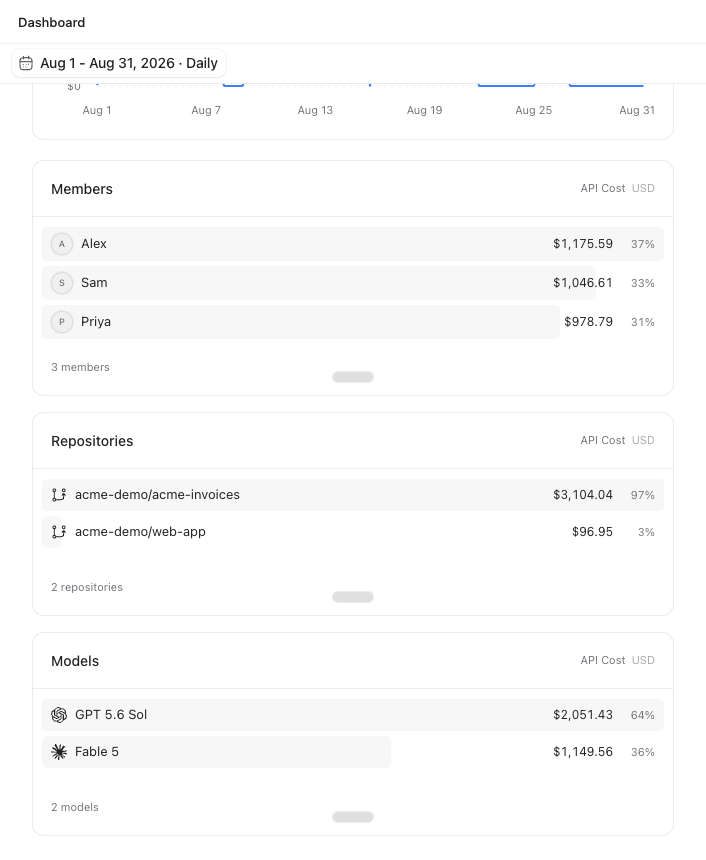 Dashboard
Aug 1 - Aug 31, 2026 · Daily
$0
Aug 1 Aug 7 Aug 13 Aug 19 Aug 25 Aug 31
Members API Cost USD
A Alex $1,175.59 37%
S Sam $1,046.61 33%
P Priya $978.79 31%
3 members
Repositories API Cost USD
acme-demo/acme-invoices $3,104.04 97%
acme-demo/web-app $96.95 3%
2 repositories
Models API Cost USD
GPT 5.6 Sol $2,051.43 64%
Fable 5 $1,149.56 36%
2 models